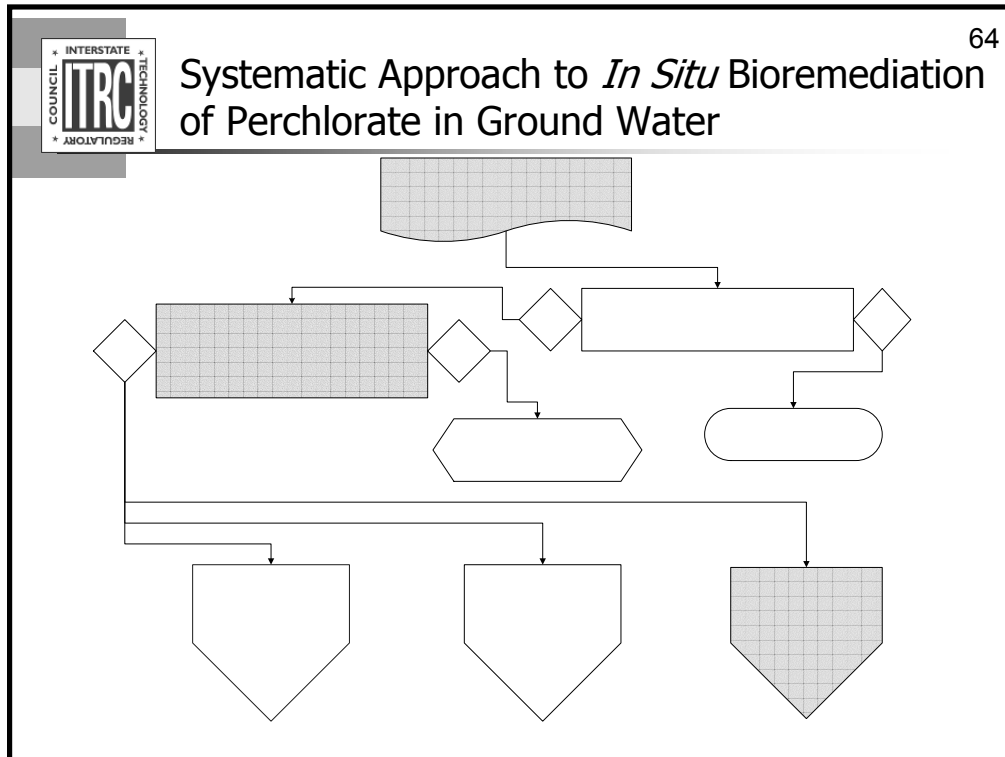 64
INTERSTATE
TECHNOLOGY
REGULATORY
COUNCIL
ITRC
Systematic Approach to In Situ Bioremediation
of Perchlorate in Ground Water